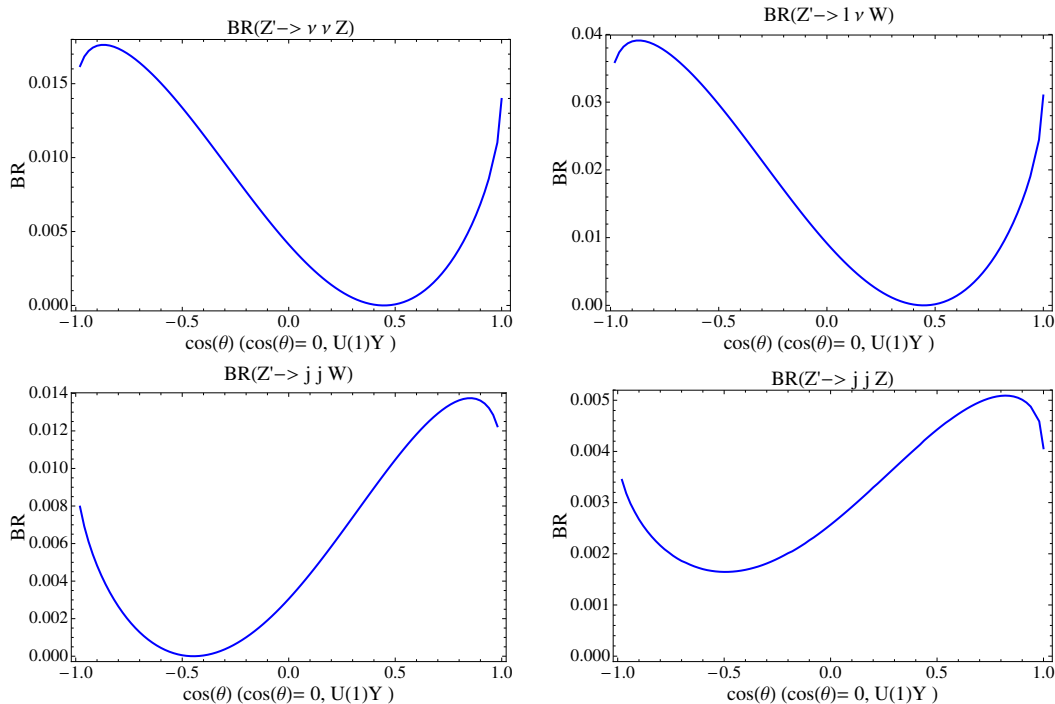 BR(Z'−> ν ν Z)
BR
0.015
0.010
0.005
0.000
−1.0 −0.5 0.0 0.5 1.0
cos(θ) (cos(θ)= 0, U(1)Y )
BR(Z'−> l ν W)
BR
0.04
0.03
0.02
0.01
0.00
−1.0 −0.5 0.0 0.5 1.0
cos(θ) (cos(θ)= 0, U(1)Y )
BR(Z'−> j j W)
BR
0.014
0.012
0.010
0.008
0.006
0.004
0.002
0.000
−1.0 −0.5 0.0 0.5 1.0
cos(θ) (cos(θ)= 0, U(1)Y )
BR(Z'−> j j Z)
BR
0.005
0.004
0.003
0.002
0.001
0.000
−1.0 −0.5 0.0 0.5 1.0
cos(θ) (cos(θ)= 0, U(1)Y )